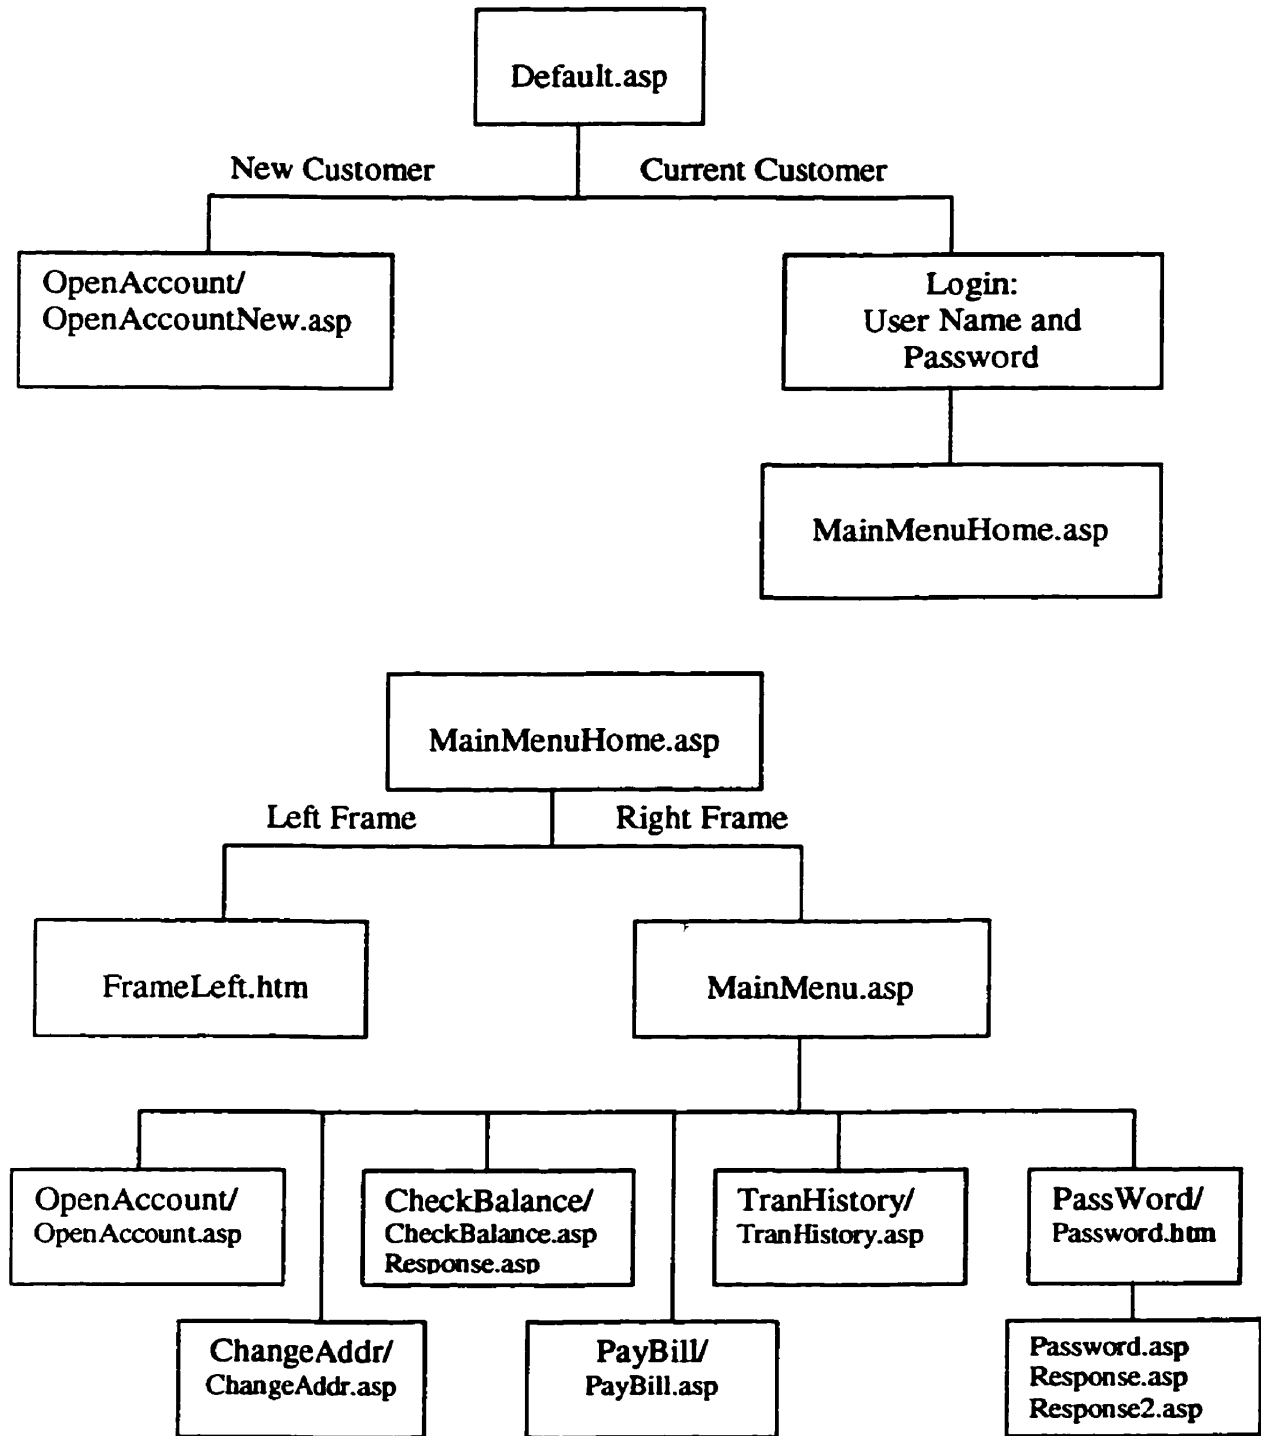 Default.asp
New Customer
Current Customer
OpenAccount/
OpenAccountNew.asp
Login:
User Name and
Password
MainMenuHome.asp
MainMenuHome.asp
Left Frame
Right Frame
FrameLeft.htm
MainMenu.asp
OpenAccount/
OpenAccount.asp
CheckBalance/
CheckBalance.asp
Response.asp
TranHistory/
TranHistory.asp
PassWord/
Password.htm
ChangeAddr/
ChangeAddr.asp
PayBill/
PayBill.asp
Password.asp
Response.asp
Response2.asp